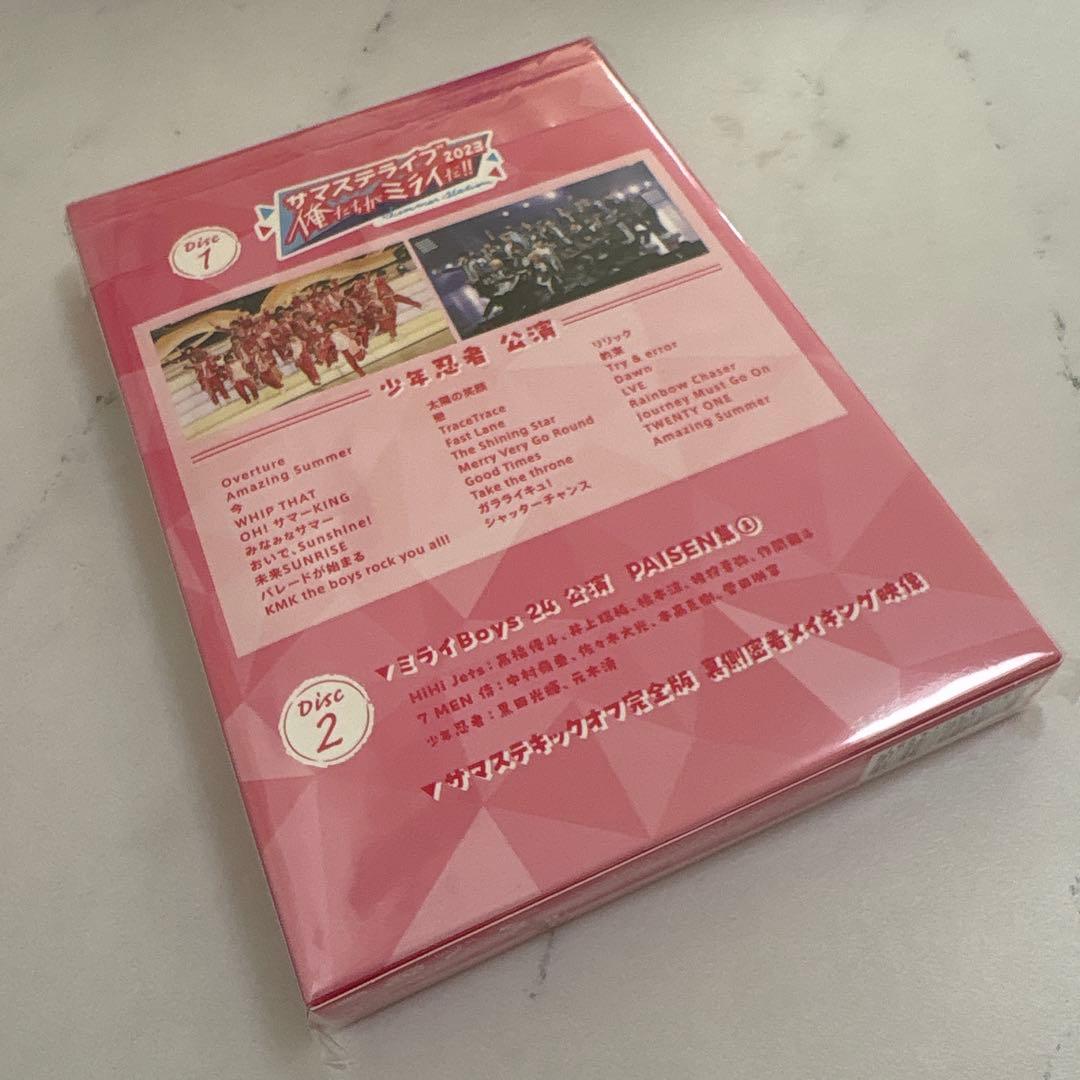 サマステライブ2023
俺たちがミライだ!!
Summer Station
Disc 1
少年忍者 公演
Overture
Amazing Summer
今
WHIP THAT
OH! サマーKING
みなみなサマー
おいで、Sunshine!
未来SUNRISE
パレードが始まる
KMK the boys rock you all!
太陽の笑顔
TraceTrace
Fast Lane
The Shining Star
Merry Very Go Round
Good Times
Take the throne
ガラライキュ!
シャッターチャンス
リリック
約束
Try & error
Dawn
LVE
Rainbow Chaser
Journey Must Go On
TWENTY ONE
Amazing Summer
Disc 2
▼ミライBoys 24 公演 PAISEN集①
HiHi Jets:高橋優斗、井上瑞稀、橋本涼、猪狩蒼弥、作間龍斗
7 MEN 侍:中村嶺亜、佐々木大光、本髙克樹、菅田琳寧
少年忍者:黒田光輝、元木湧
▼サマステキックオフ完全版 裏側密着メイキング映像